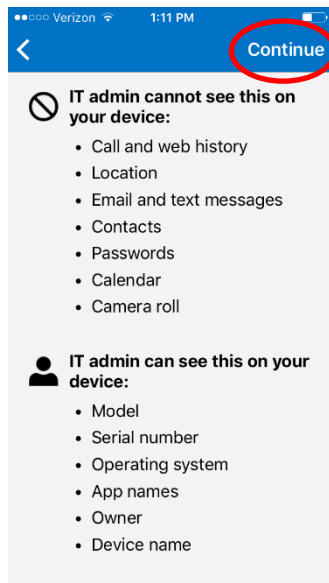 Verizon 1:11 PM
Continue
IT admin cannot see this on
your device:
• Call and web history
• Location
• Email and text messages
• Contacts
• Passwords
• Calendar
• Camera roll
IT admin can see this on your
device:
• Model
• Serial number
• Operating system
• App names
• Owner
• Device name